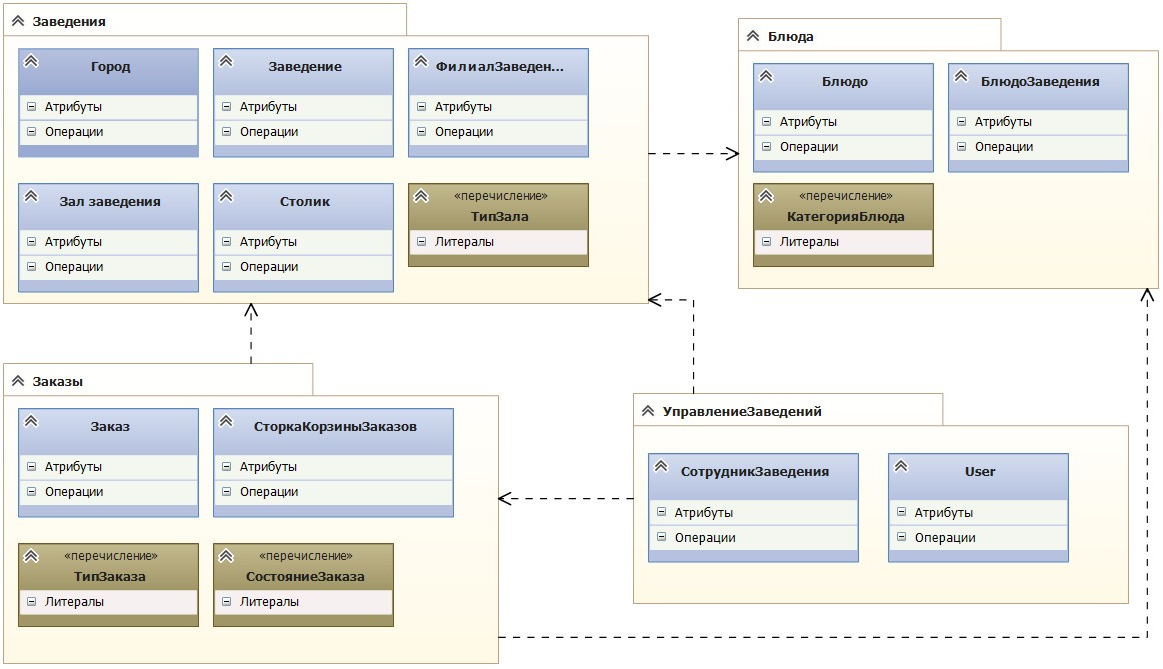 Заведения
Город
Атрибуты
Операции
Заведение
Атрибуты
Операции
ФилиалЗаведен...
Атрибуты
Операции
Зал заведения
Атрибуты
Операции
Столик
Атрибуты
Операции
«перечисление»
ТипЗала
Литералы
Блюда
Блюдо
Атрибуты
Операции
БлюдоЗаведения
Атрибуты
Операции
«перечисление»
КатегорияБлюда
Литералы
Заказы
Заказ
Атрибуты
Операции
СторкаКорзиныЗаказов
Атрибуты
Операции
«перечисление»
ТипЗаказа
Литералы
«перечисление»
СостояниеЗаказа
Литералы
УправлениеЗаведений
СотрудникЗаведения
Атрибуты
Операции
User
Атрибуты
Операции